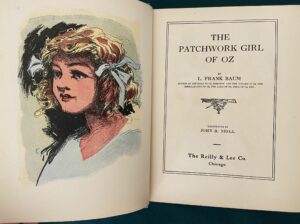 THE
PATCHWORK GIRL
OF OZ
BY
L. FRANK BAUM
ILLUSTRATED BY
JOHN R. NEILL
The Reilly & Lee Co.
Chicago